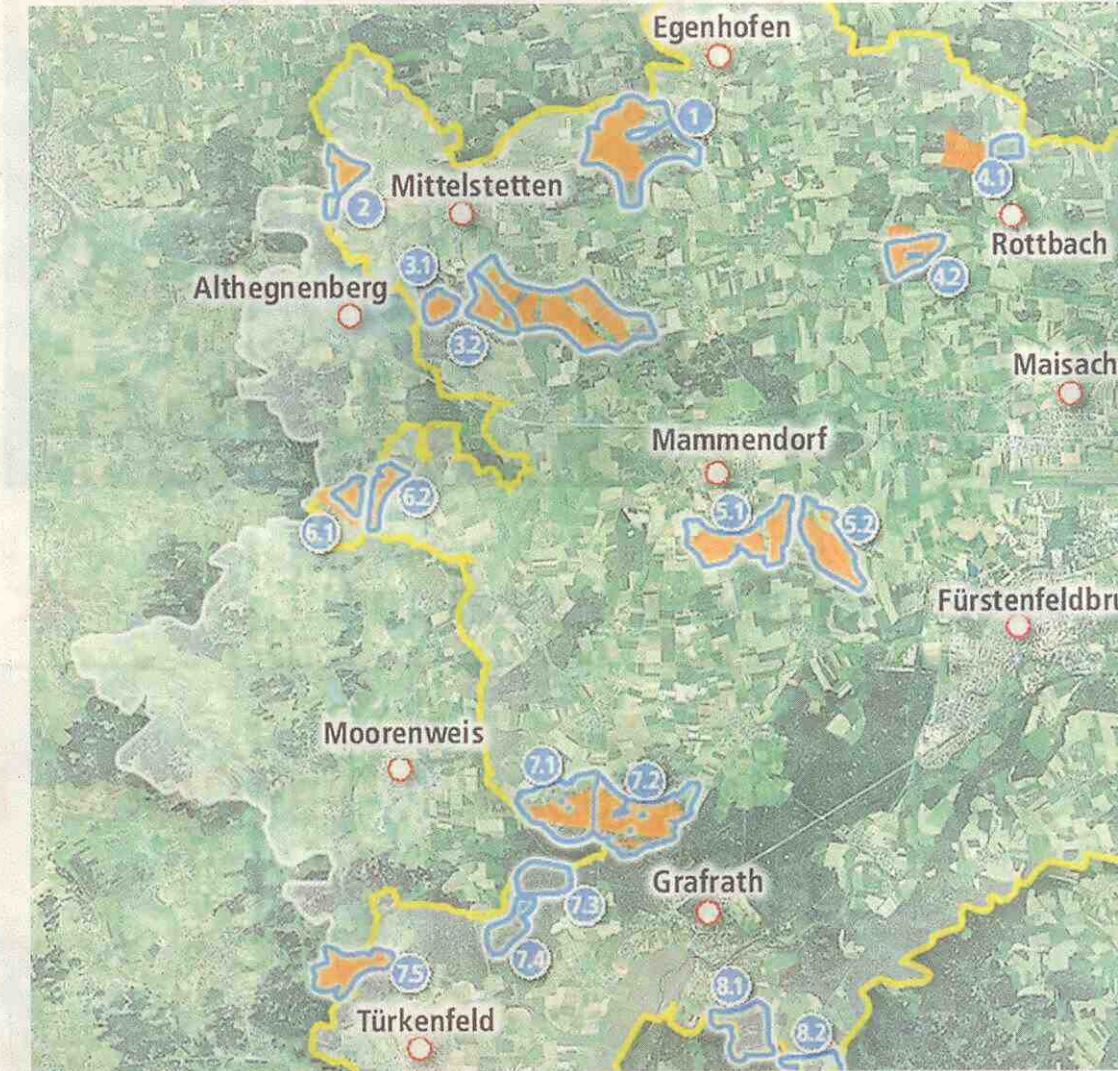 Egenhofen
1
4.1
Mittelstetten
2
Rottbach
3.1
4.2
Althegnenberg
3.2
Maisach
Mammendorf
6.2
5.1
5.2
6.1
Fürstenfeldbru
Moorenweis
7.1
7.2
Grafrath
7.3
7.4
7.5
8.1
Türkenfeld
8.2